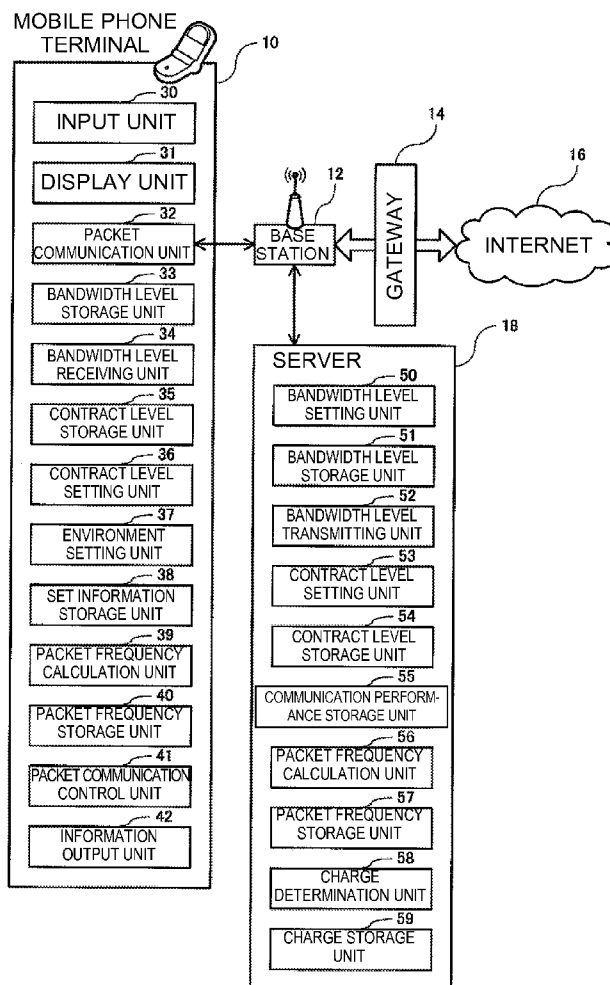 MOBILE PHONE
TERMINAL
10
30
INPUT UNIT
31
DISPLAY UNIT
32
PACKET
COMMUNICATION UNIT
33
BANDWIDTH LEVEL
STORAGE UNIT
34
BANDWIDTH LEVEL
RECEIVING UNIT
35
CONTRACT LEVEL
STORAGE UNIT
36
CONTRACT LEVEL
SETTING UNIT
37
ENVIRONMENT
SETTING UNIT
38
SET INFORMATION
STORAGE UNIT
39
PACKET FREQUENCY
CALCULATION UNIT
40
PACKET FREQUENCY
STORAGE UNIT
41
PACKET COMMUNICATION
CONTROL UNIT
42
INFORMATION
OUTPUT UNIT
12
BASE
STATION
14
GATEWAY
16
INTERNET
18
SERVER
50
BANDWIDTH LEVEL
SETTING UNIT
51
BANDWIDTH LEVEL
STORAGE UNIT
52
BANDWIDTH LEVEL
TRANSMITTING UNIT
53
CONTRACT LEVEL
SETTING UNIT
54
CONTRACT LEVEL
STORAGE UNIT
55
COMMUNICATION PERFORM-
ANCE STORAGE UNIT
56
PACKET FREQUENCY
CALCULATION UNIT
57
PACKET FREQUENCY
STORAGE UNIT
58
CHARGE
DETERMINATION UNIT
59
CHARGE STORAGE
UNIT